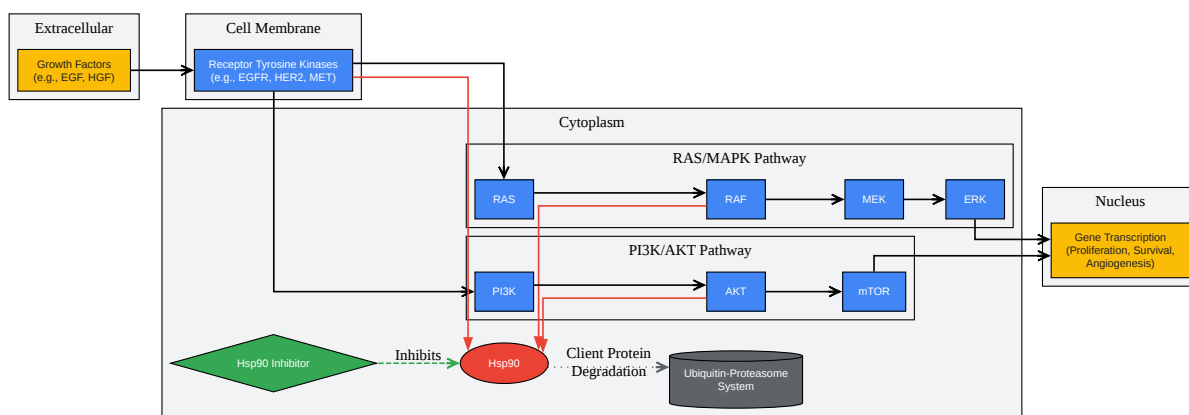 Extracellular
Growth Factors
(e.g., EGF, HGF)
Cell Membrane
Receptor Tyrosine Kinases
(e.g., EGFR, HER2, MET)
Cytoplasm
RAS/MAPK Pathway
RAS
RAF
MEK
ERK
PI3K/AKT Pathway
PI3K
AKT
mTOR
Nucleus
Gene Transcription
(Proliferation, Survival,
Angiogenesis)
Hsp90 Inhibitor
Inhibits
Hsp90
Client Protein
Degradation
Ubiquitin-Proteasome
System